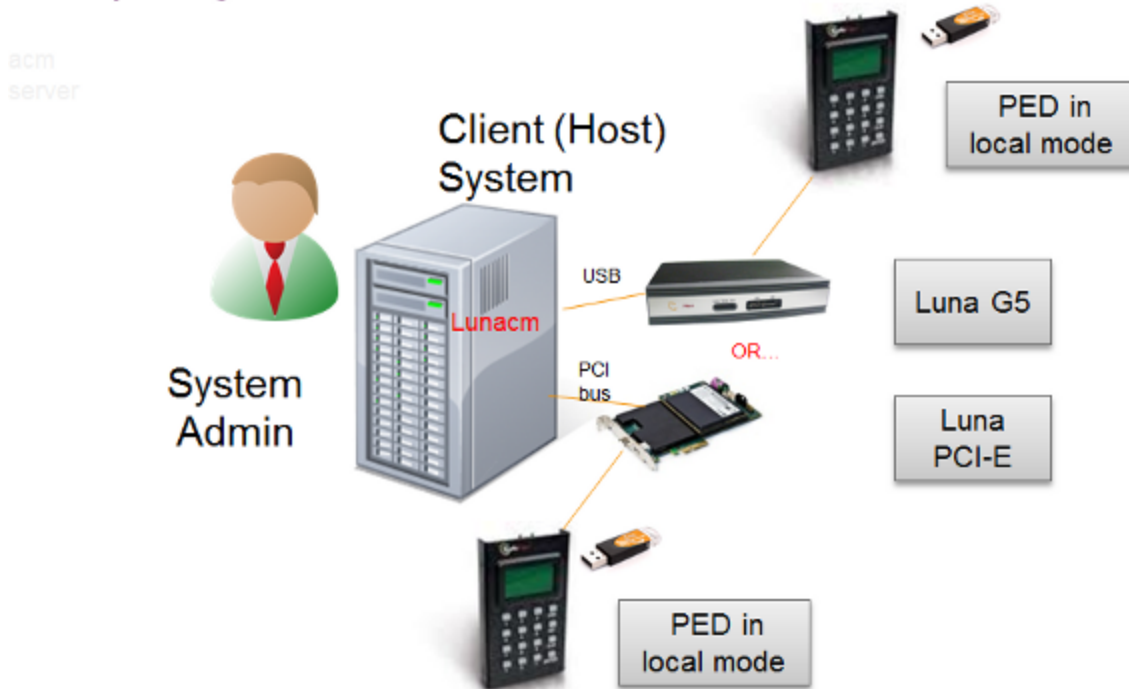 acm
server
PED in
local mode
Client (Host)
System
USB
Luna G5
Lunacm
OR...
PCI
bus
System
Admin
Luna
PCI-E
PED in
local mode